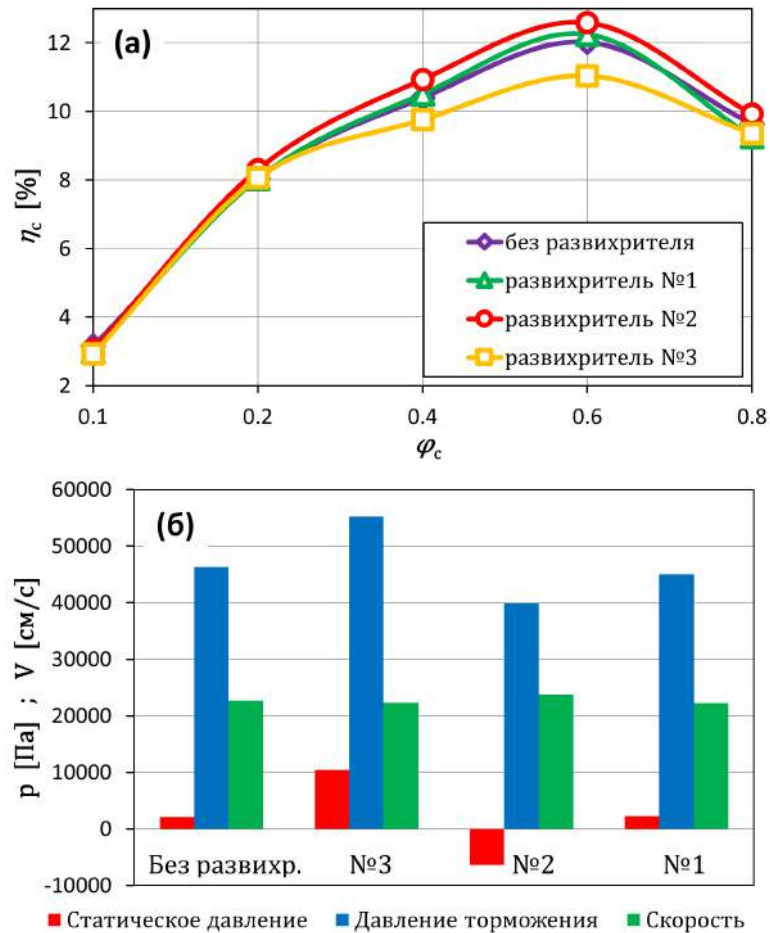 (а)
12
10
8
6
4
2
η_c [%]
без развихрителя
развихритель №1
развихритель №2
развихритель №3
0.1 0.2 0.4 0.6 0.8
φ_c
(б)
60000
50000
40000
30000
20000
10000
0
-10000
p [Па] ; V [см/с]
Без развихр. №3 №2 №1
Статическое давление Давление торможения Скорость